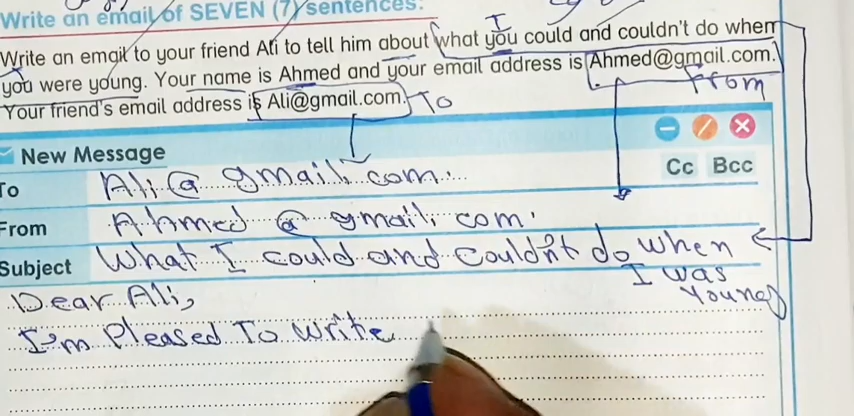 Write an email of SEVEN (7) sentences:
I
Write an email to your friend Ali to tell him about what you could and couldn't do when
you were young. Your name is Ahmed and your email address is Ahmed@gmail.com.
From
Your friend's email address is Ali@gmail.com. To
New Message
Cc Bcc
To Ali@gmail.com.
From Ahmed@gmail.com.
Subject What I could and couldn't do when
I was
young
Dear Ali,
I'm Pleased To write